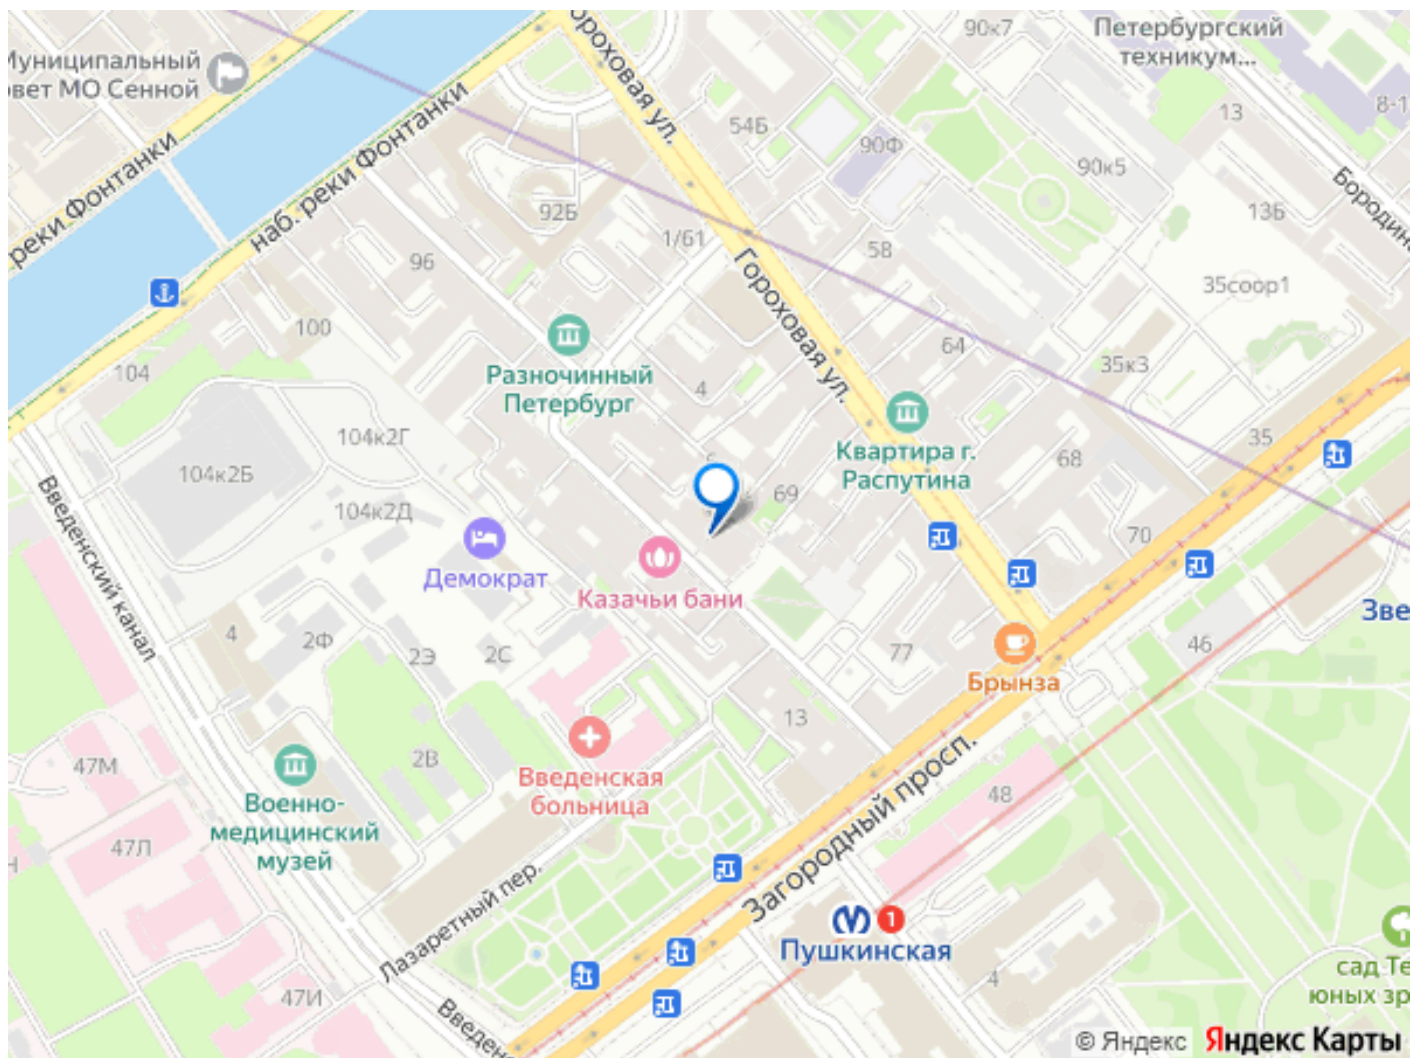 90к7
Петербургский
техникум...
Муниципальный
овет МО Сенной
8-1
13
Гороховая ул.
54Б
90Ф
90к5
реки Фонтанки
наб. реки Фонтанки
Бородинс
92Б
13Б
1/61
58
96
Гороховая ул.
35соор1
100
64
35к3
104
Разночинный
Петербург
4
104к2Г
Квартира г.
Распутина
35
68
104к2Б
69
104к2Д
70
Введенский канал
Демократ
Казачьи бани
Зве
4
2Ф
2Э
2С
77
46
Брынза
13
47М
2В
Введенская
больница
Загородный просп.
48
Военно-
медицинский
музей
47Л
Лазаретный пер.
1
Пушкинская
4
сад Те
юных зр
47И
Введенс
© Яндекс Яндекс Карты